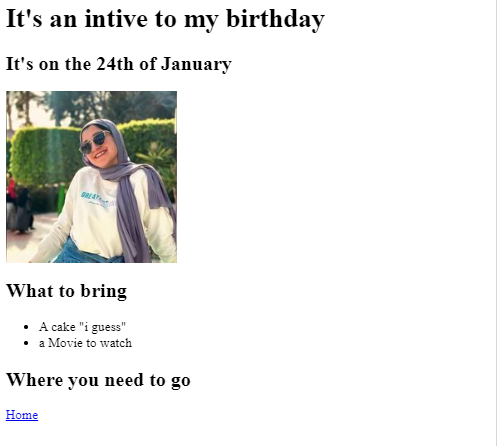 It's an intive to my birthday
It's on the 24th of January
What to bring
A cake "i guess"
a Movie to watch
Where you need to go
Home